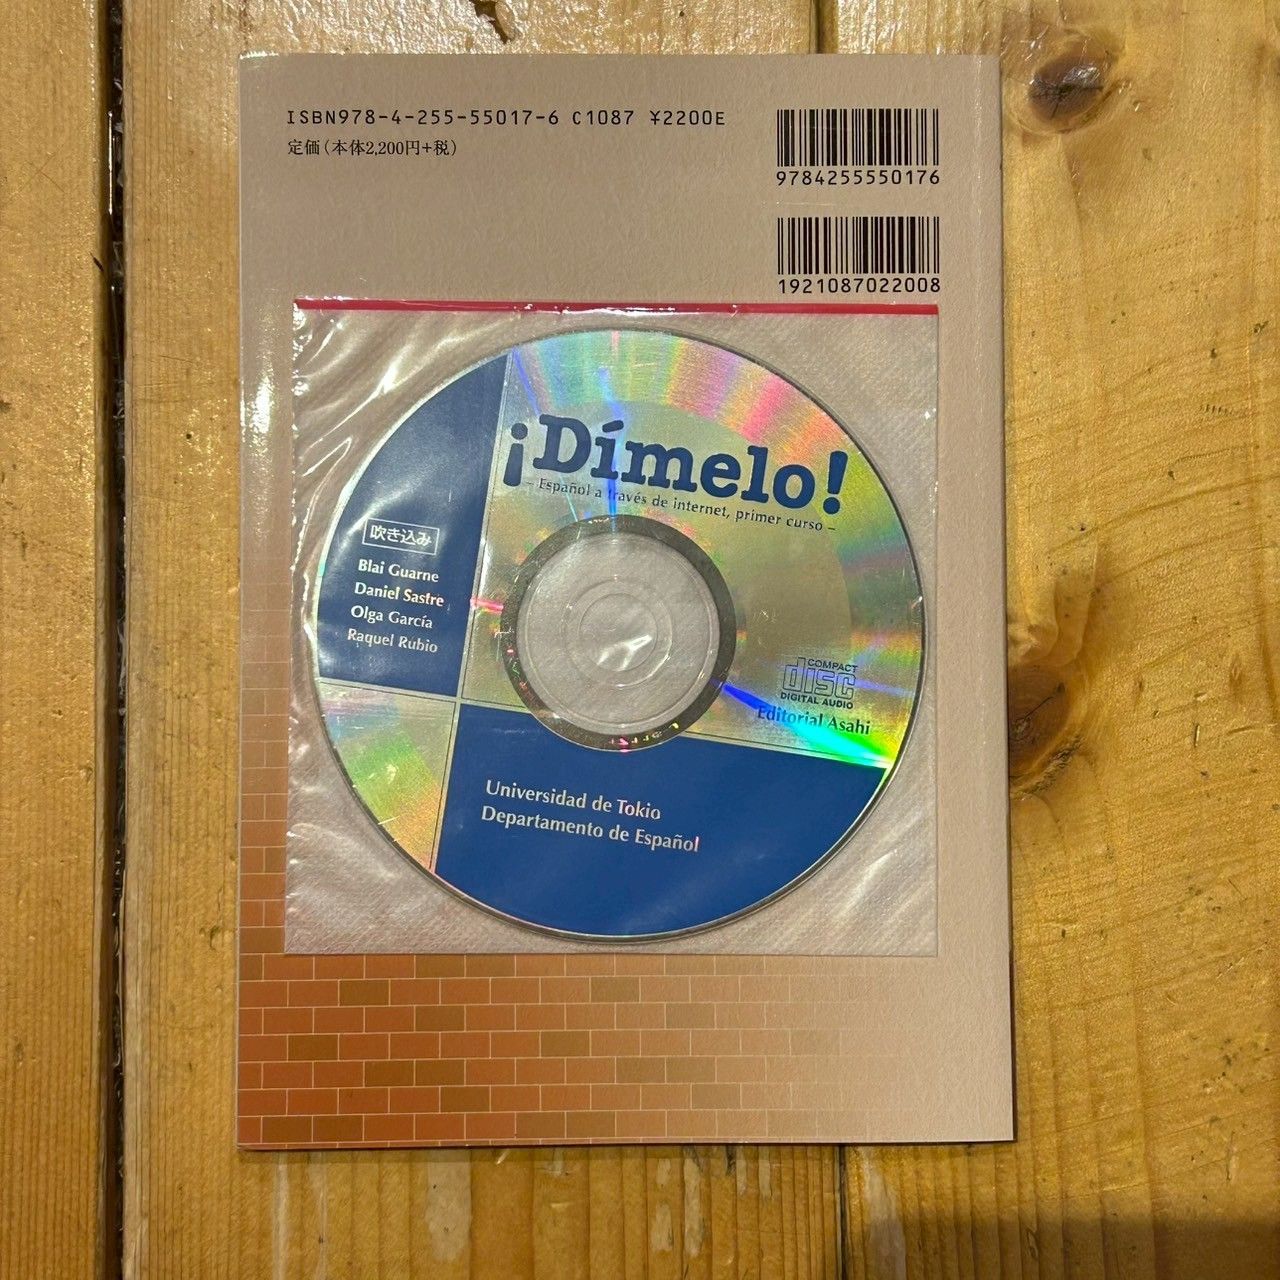 ISBN978-4-255-55017-6 C1087 ¥2200E
定価(本体2,200円+税)
9784255550176
1921087022008
¡Dímelo!
– Español a través de internet, primer curso –
吹き込み
Blai Guarne
Daniel Sastre
Olga García
Raquel Rubio
COMPACT
disc
DIGITAL AUDIO
Editorial Asahi
Universidad de Tokio
Departamento de Español